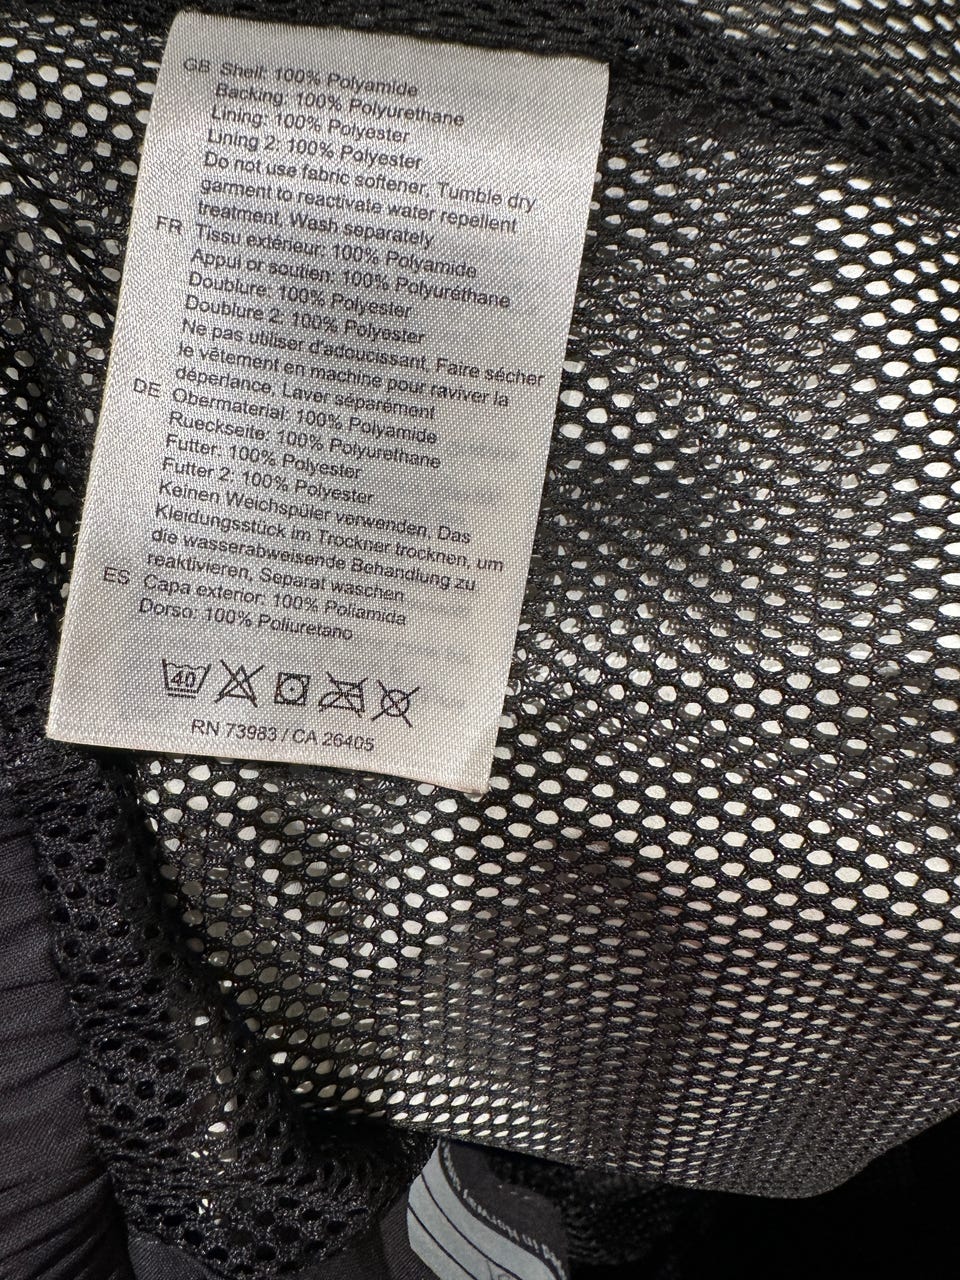 GB Shell: 100% Polyamide
Backing: 100% Polyurethane
Lining: 100% Polyester
Lining 2: 100% Polyester
Do not use fabric softener, Tumble dry
garment to reactivate water repellent
treatment, Wash separately
FR Tissu extérieur: 100% Polyamide
Appui or soutien: 100% Polyuréthane
Doublure: 100% Polyester
Doublure 2: 100% Polyester
Ne pas utiliser d'adoucissant, Faire sécher
le vêtement en machine pour raviver la
déperlance, Laver séparément
DE Obermaterial: 100% Polyamide
Rueckseite: 100% Polyurethane
Futter: 100% Polyester
Futter 2: 100% Polyester
Keinen Weichspüler verwenden, Das
Kleidungsstück im Trockner trocknen, um
die wasserabweisende Behandlung zu
reaktivieren, Separat waschen
ES Capa exterior: 100% Poliamida
Dorso: 100% Poliuretano
40
RN 73983 / CA 26405